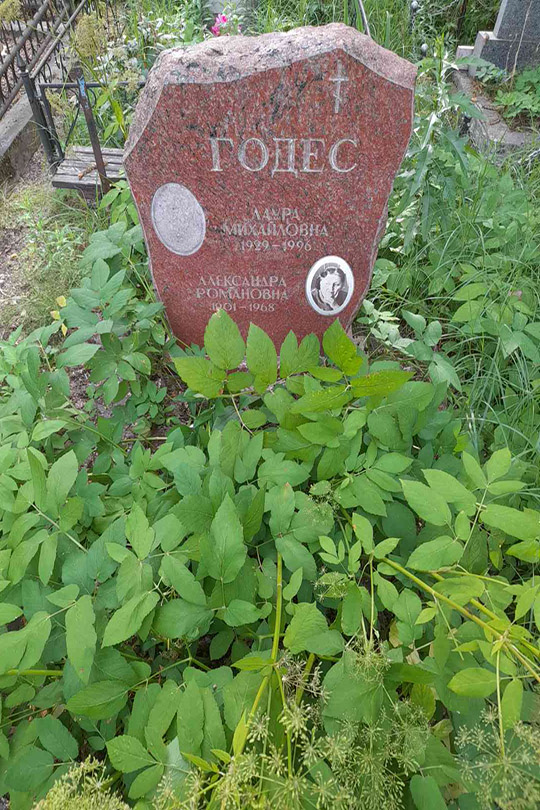 ГОДЕС
ЛАУРА
МИХАЙЛОВНА
1929-1996
АЛЕКСАНДРА
РОМАНОВНА
1901-1968